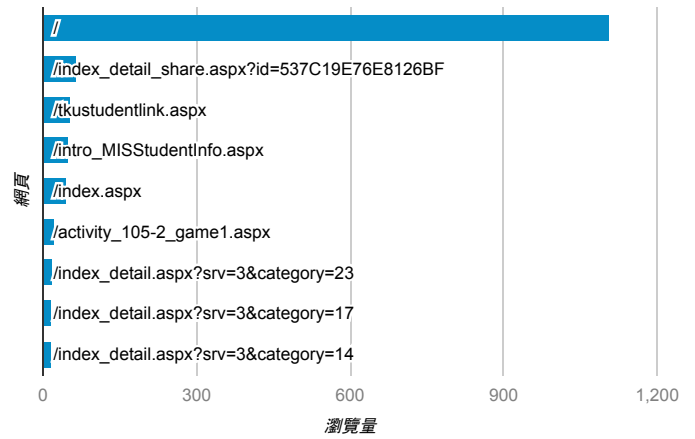 /
/index_detail_share.aspx?id=537C19E76E8126BF
/tkustudentlink.aspx
/intro_MISStudentInfo.aspx
/index.aspx
/activity_105-2_game1.aspx
/index_detail.aspx?srv=3&category=23
/index_detail.aspx?srv=3&category=17
/index_detail.aspx?srv=3&category=14
網頁
0 300 600 900 1,200
瀏覽量